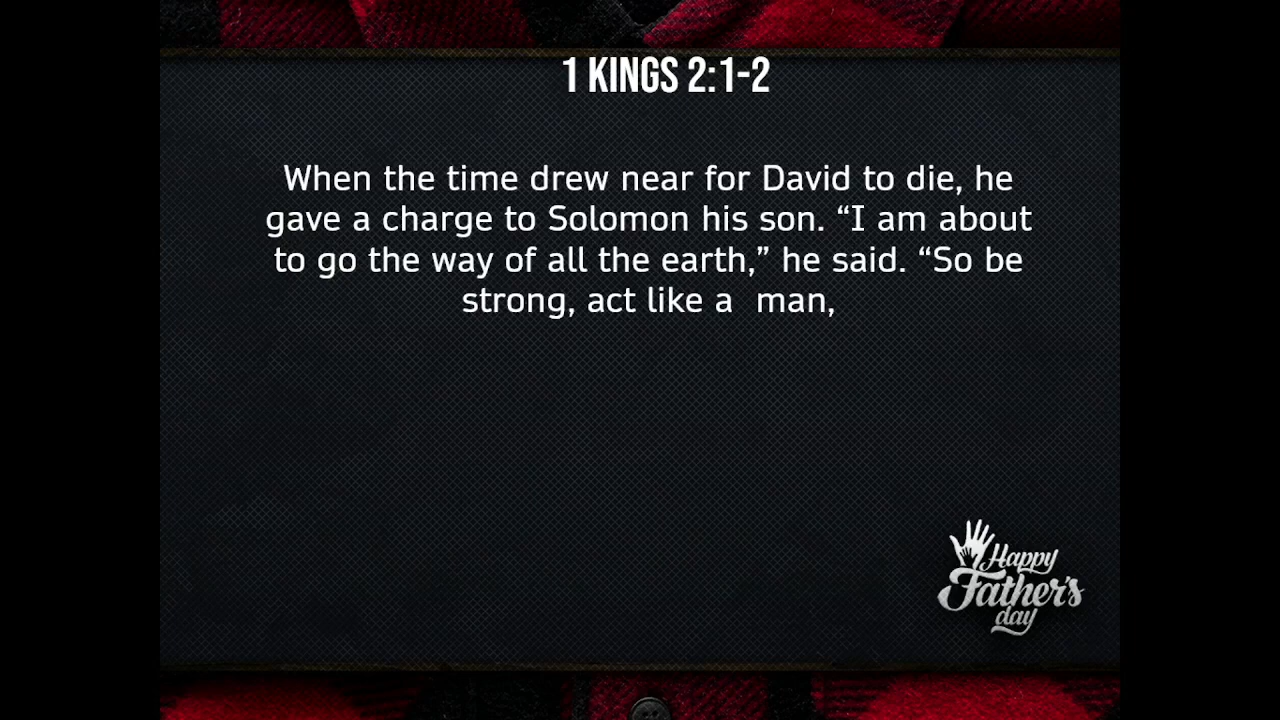 1 KINGS 2:1-2
When the time drew near for David to die, he
gave a charge to Solomon his son. “I am about
to go the way of all the earth,” he said. “So be
strong, act like a  man,
Happy
Father's
day